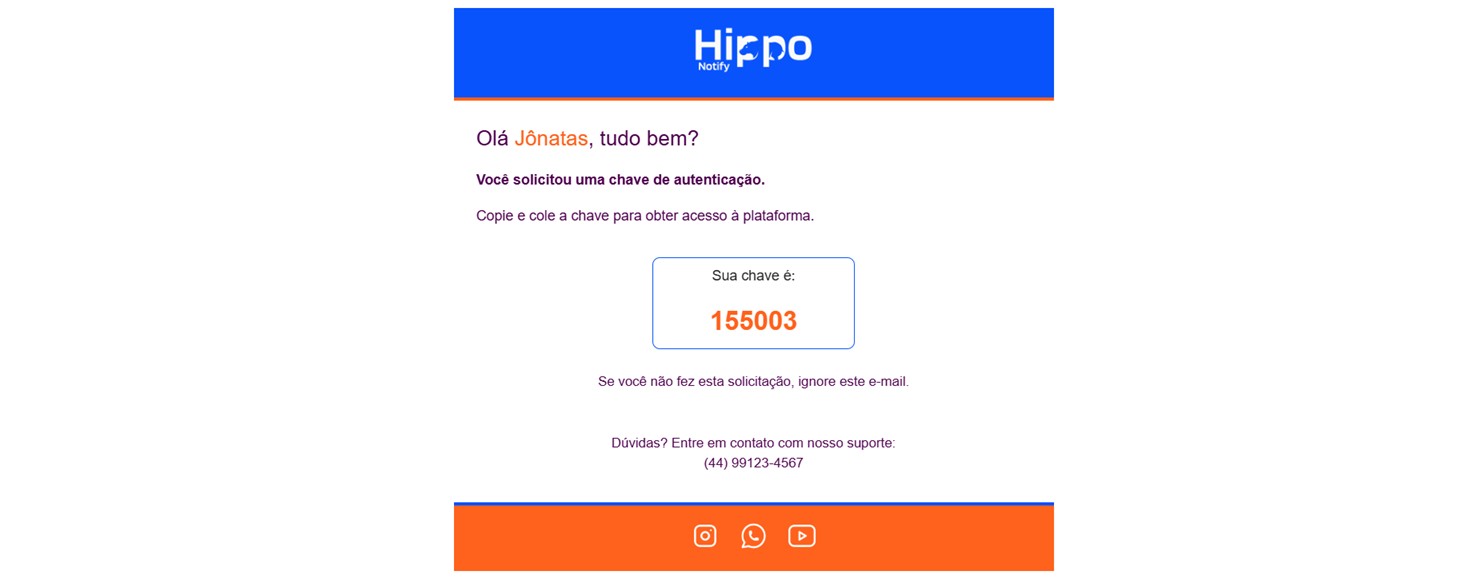 Hippo
Notify
Olá Jônatas, tudo bem?
Você solicitou uma chave de autenticação.
Copie e cole a chave para obter acesso à plataforma.
Sua chave é:
155003
Se você não fez esta solicitação, ignore este e-mail.
Dúvidas? Entre em contato com nosso suporte:
(44) 99123-4567